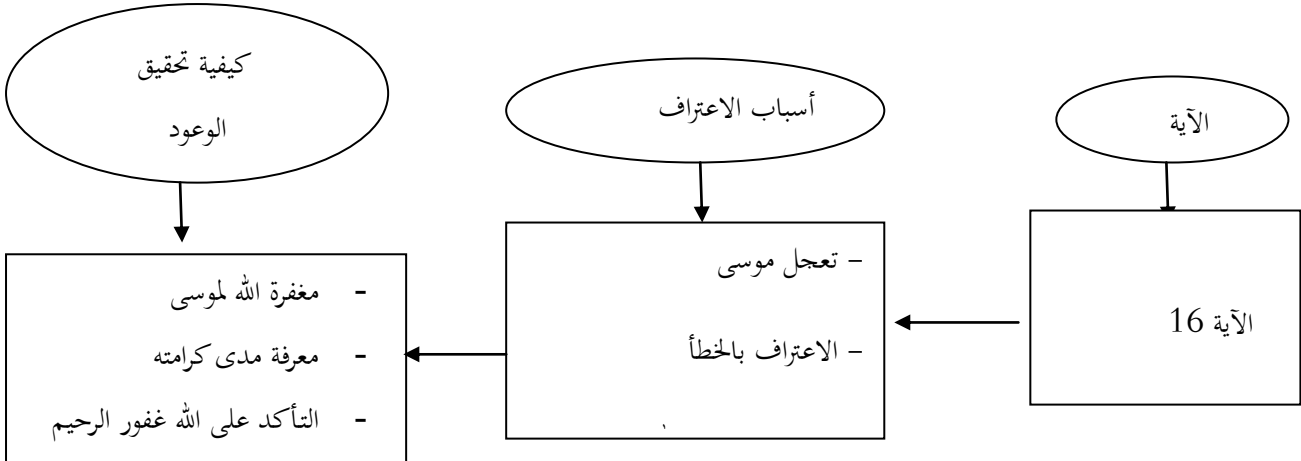 الآية
الآية 16
أسباب الاعتراف
– تعجل موسى
– الاعتراف بالخطأ
كيفية تحقيق
الوعود
- مغفرة الله لموسى
- معرفة مدى كرامته
- التأكد على الله غفور الرحيم